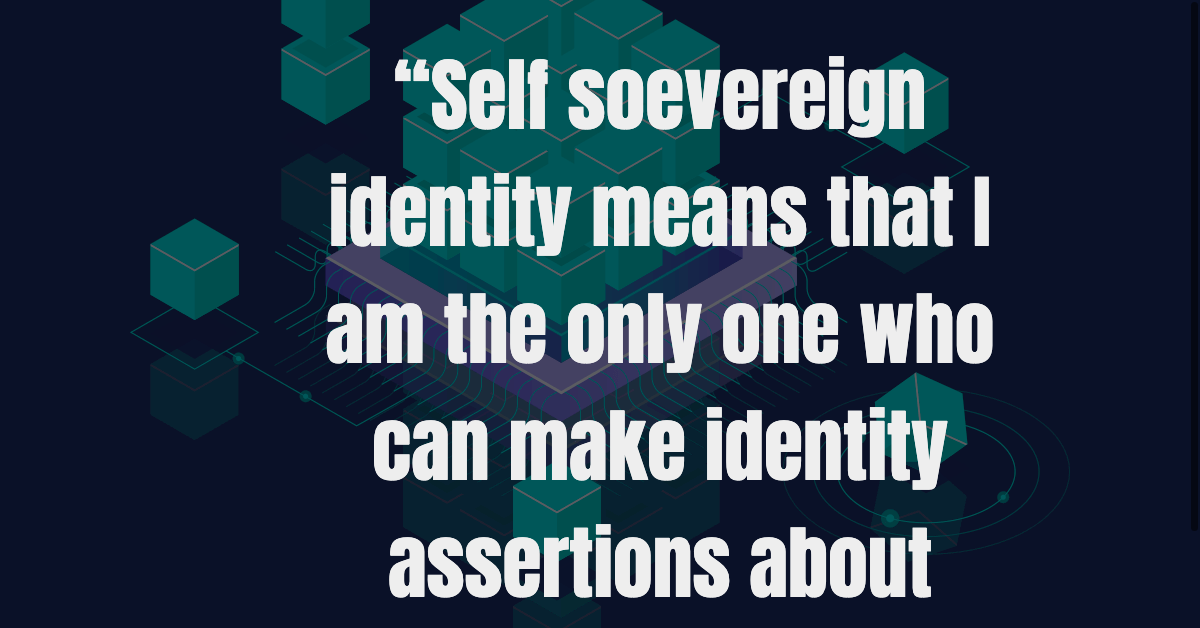 “Self soevereign
identity means that I
am the only one who
can make identity
assertions about